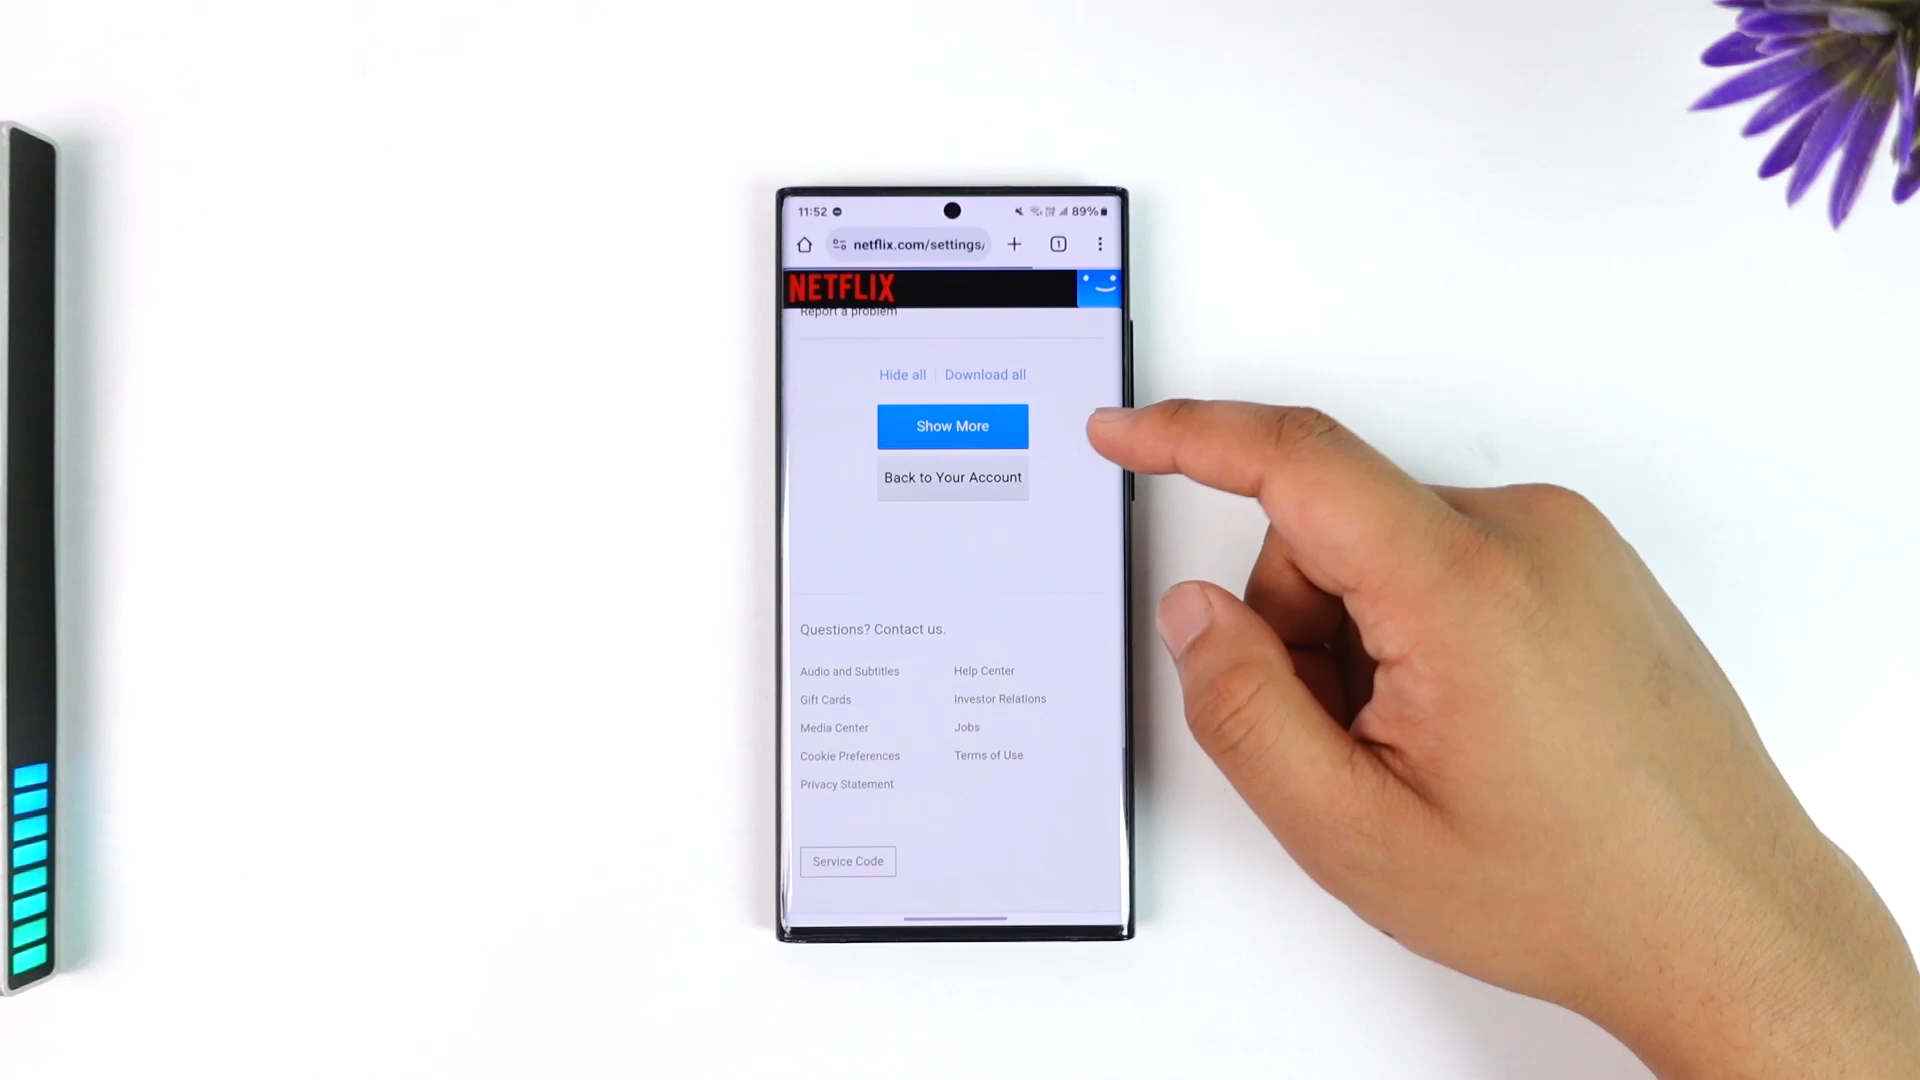 11:52
89%
netflix.com/settings/
1
NETFLIX
Report a problem
Hide all
Download all
Show More
Back to Your Account
Questions? Contact us.
Audio and Subtitles
Help Center
Gift Cards
Investor Relations
Media Center
Jobs
Cookie Preferences
Terms of Use
Privacy Statement
Service Code